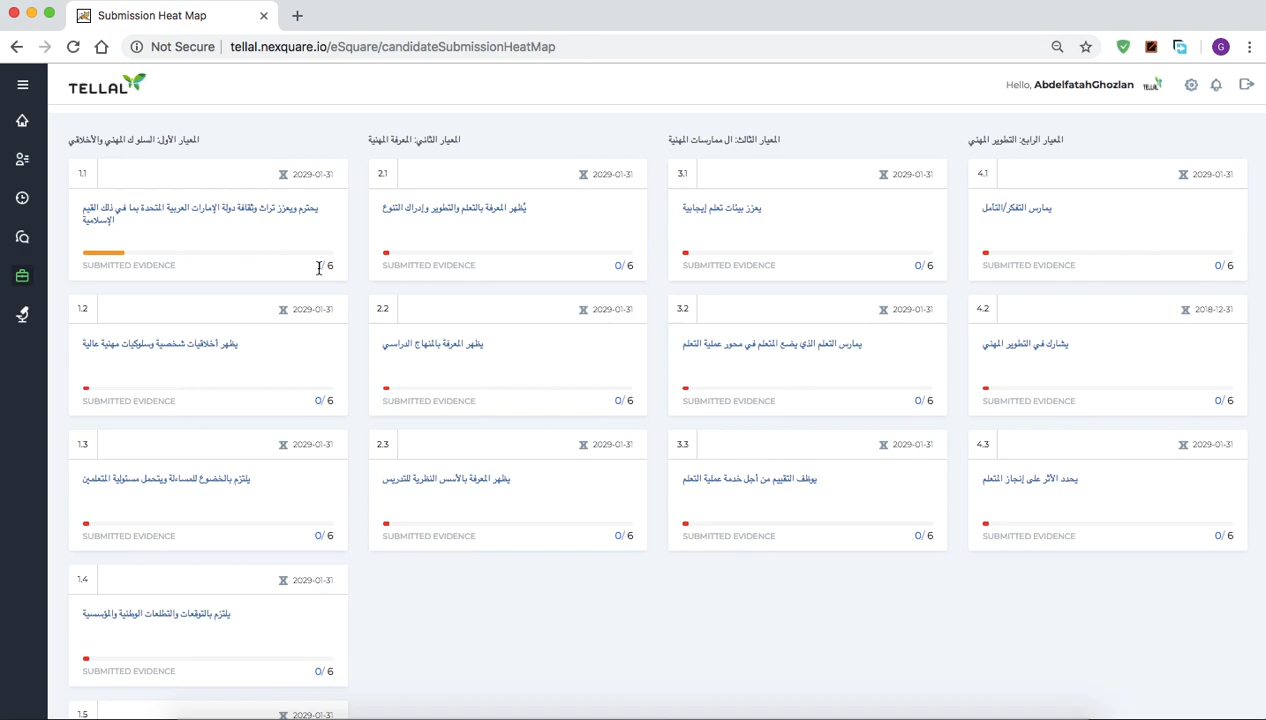 Submission Heat Map
Not Secure
tellal.nexquare.io/eSquare/candidateSubmissionHeatMap
G
TELLAL
Hello, AbdelfatahGhozlan
المعيار الأول: السلو ك المهني والأخلاقي
1.1
2029-01-31
يحترم ويعزز تراث وثقافة دولة الإمارات العربية المتحدة بما في ذلك القيم
الإسلامية
SUBMITTED EVIDENCE
/ 6
1.2
2029-01-31
يظهر أخلاقيات شخصية وسلوكيات مهنية عالية
SUBMITTED EVIDENCE
0/ 6
1.3
2029-01-31
يلتزم بالخضوع للمساءلة ويتحمل مسئولية المتعلمين
SUBMITTED EVIDENCE
0/ 6
1.4
2029-01-31
يلتزم بالتوقعات والتطلعات الوطنية والمؤسسية
SUBMITTED EVIDENCE
0/ 6
1.5
2029-01-31
المعيار الثاني: المعرفة المهنية
2.1
2029-01-31
يُظهر المعرفة بالتعلم والتطوير وإدراك التنوع
SUBMITTED EVIDENCE
0/ 6
2.2
2029-01-31
يظهر المعرفة بالمنهاج الدراسي
SUBMITTED EVIDENCE
0/ 6
2.3
2029-01-31
يظهر المعرفة بالأسس النظرية للتدريس
SUBMITTED EVIDENCE
0/ 6
المعيار الثالث: ال ممارسات المهنية
3.1
2029-01-31
يعزز بيئات تعلم إيجابية
SUBMITTED EVIDENCE
0/ 6
3.2
2029-01-31
يمارس التعلم الذي يضع المتعلم في محور عملية التعلم
SUBMITTED EVIDENCE
0/ 6
3.3
2029-01-31
يوظف التقييم من أجل خدمة عملية التعلم
SUBMITTED EVIDENCE
0/ 6
المعيار الرابع: التطوير المهني
4.1
2029-01-31
يمارس التفكر/التأمل
SUBMITTED EVIDENCE
0/ 6
4.2
2018-12-31
يشارك في التطوير المهني
SUBMITTED EVIDENCE
0/ 6
4.3
2029-01-31
يحدد الأثر على إنجاز المتعلم
SUBMITTED EVIDENCE
0/ 6